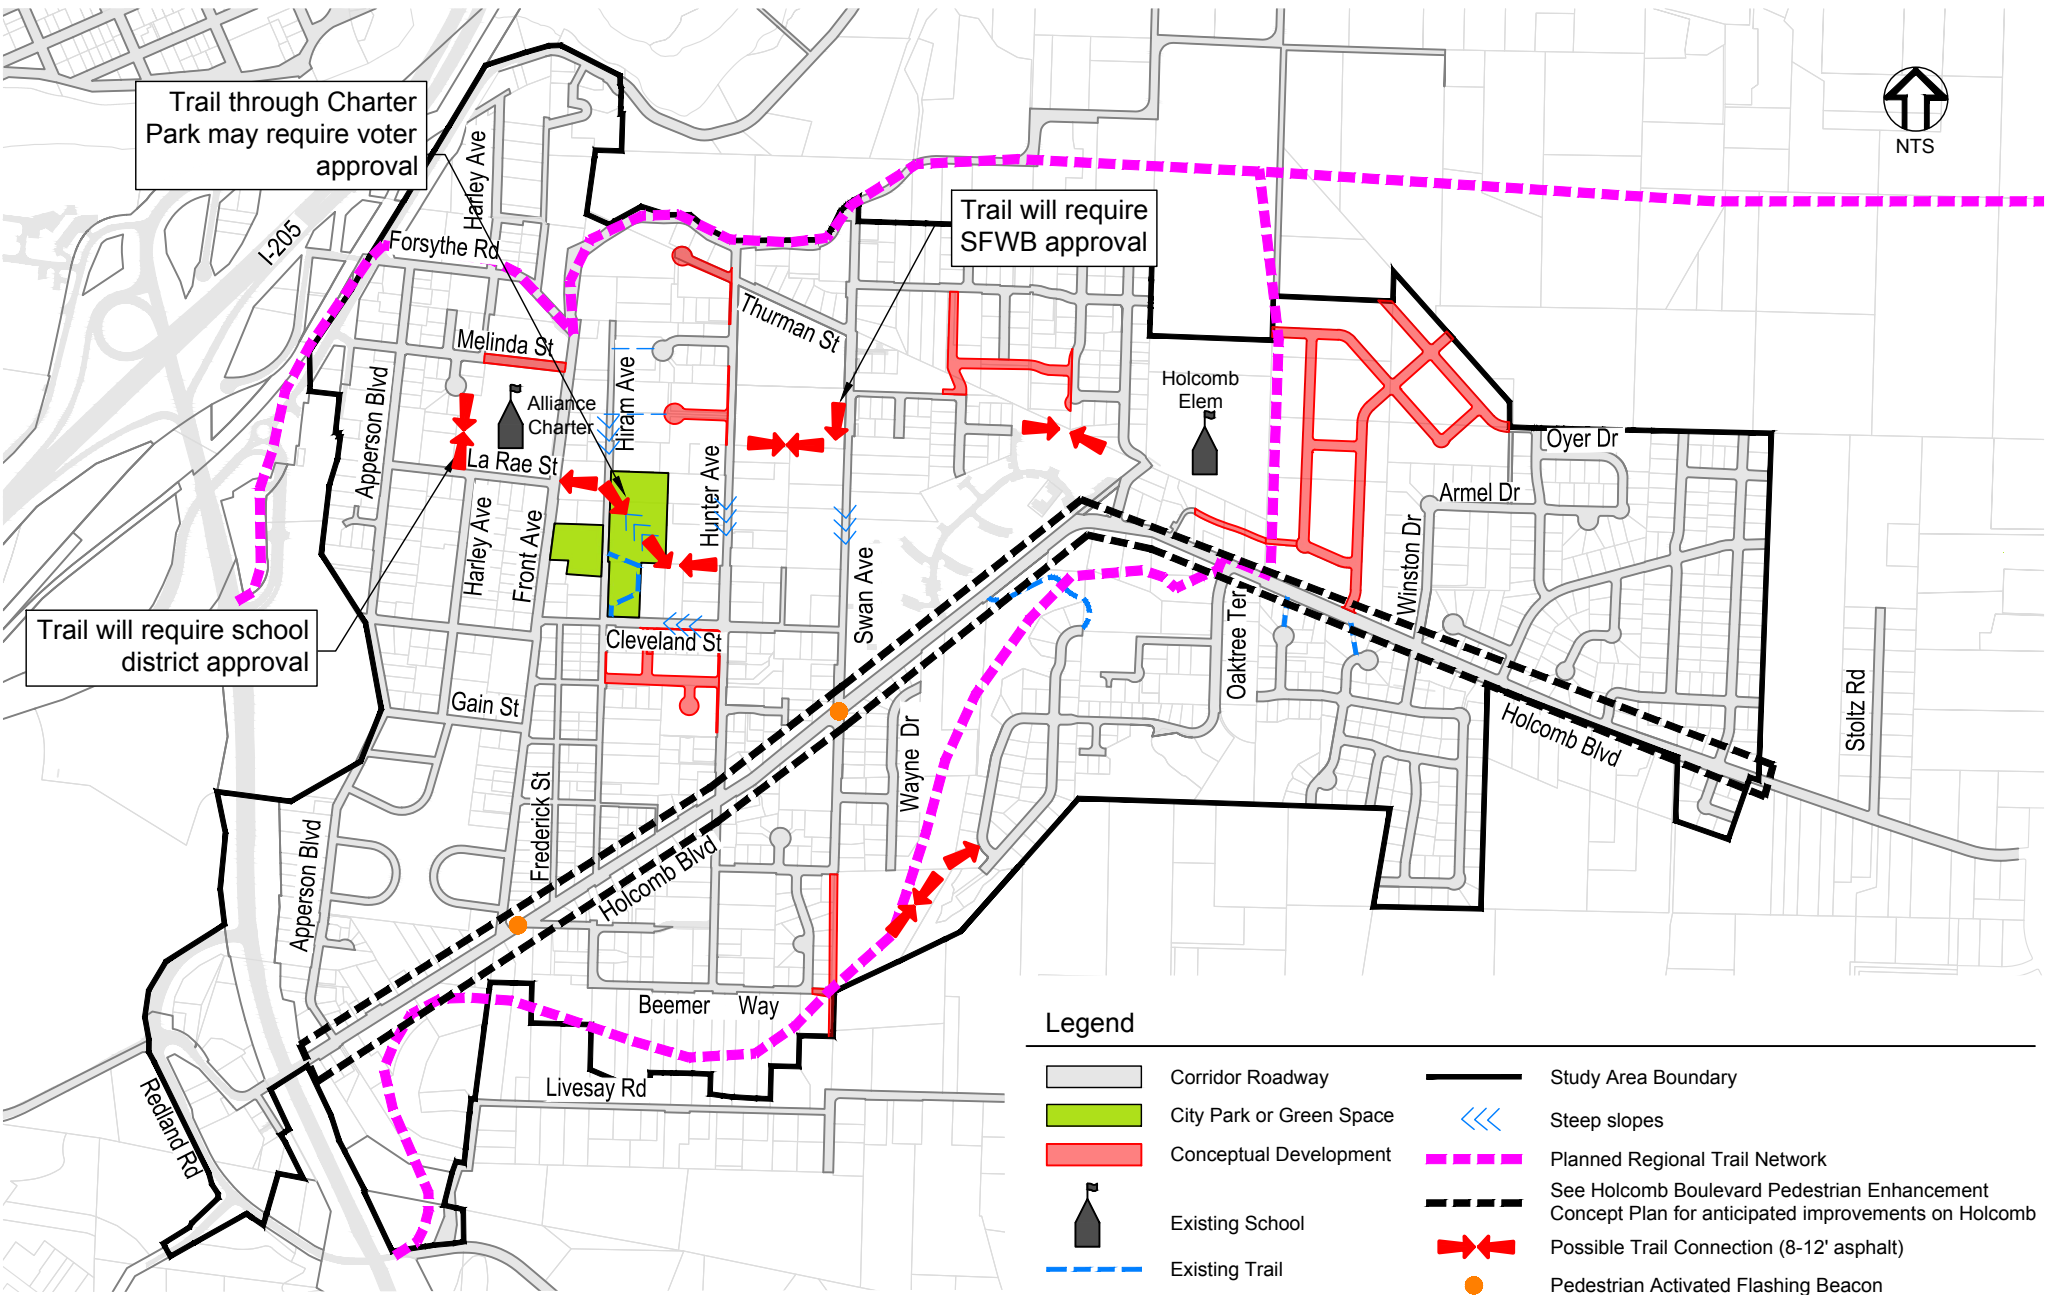 Trail through Charter
Park may require voter
approval
Harley Ave
I-205
Forsythe Rd
Trail will require
SFWB approval
NTS
Thurman St
Melinda St
Apperson Blvd
Hiram Ave
Alliance
Charter
Holcomb
Elem
La Rae St
Harley Ave
Front Ave
Hunter Ave
Swan Ave
Oyer Dr
Armel Dr
Winston Dr
Trail will require school
district approval
Cleveland St
Oaktree Ter
Gain St
Wayne Dr
Holcomb Blvd
Stoltz Rd
Frederick St
Apperson Blvd
Holcomb Blvd
Beemer Way
Livesay Rd
Redland Rd
Legend
Corridor Roadway
City Park or Green Space
Conceptual Development
Existing School
Existing Trail
Study Area Boundary
Steep slopes
Planned Regional Trail Network
See Holcomb Boulevard Pedestrian Enhancement
Concept Plan for anticipated improvements on Holcomb
Possible Trail Connection (8-12' asphalt)
Pedestrian Activated Flashing Beacon